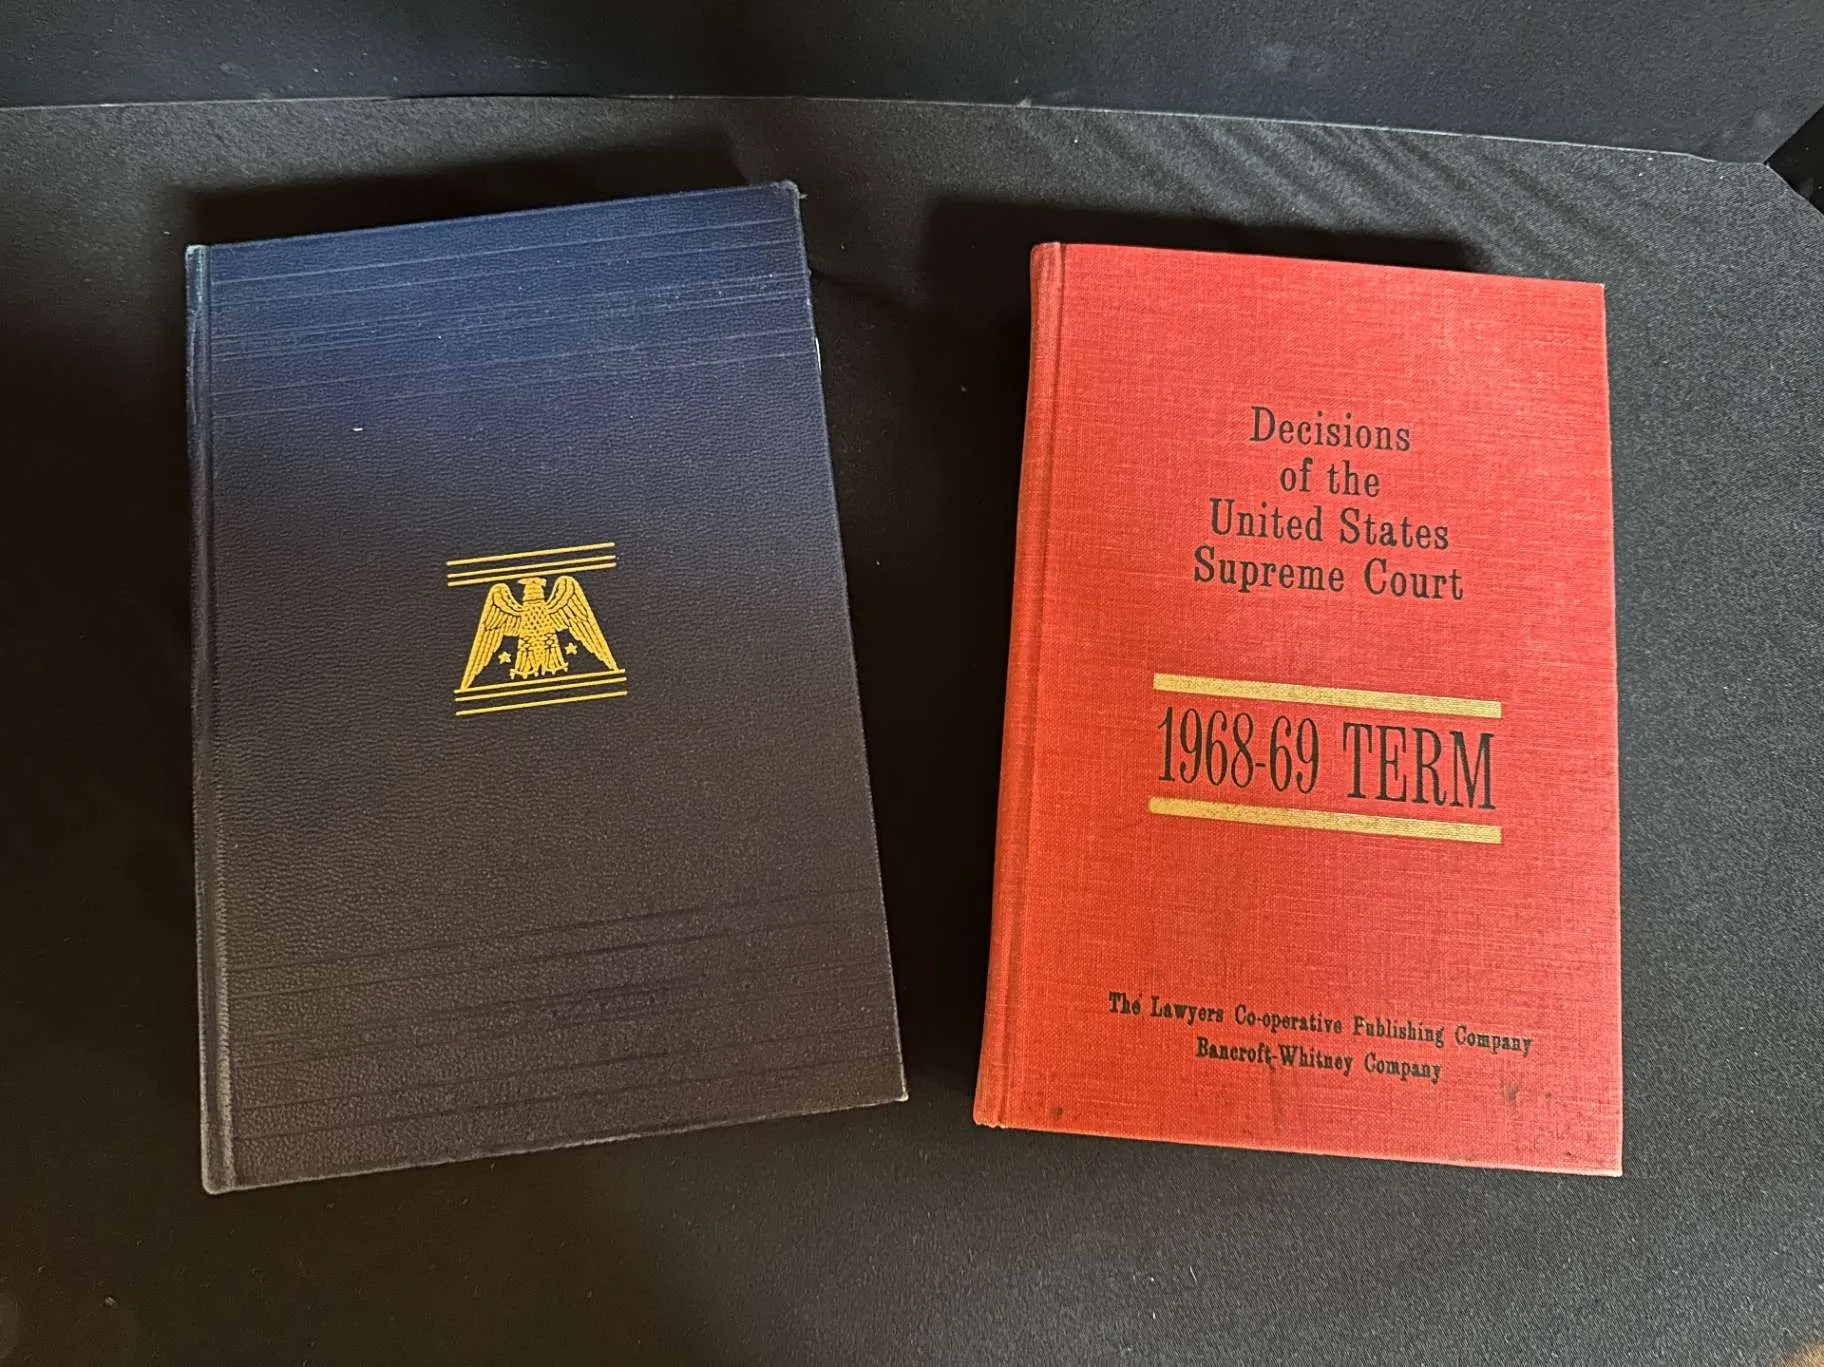 Decisions
of the
United States
Supreme Court
1968-69 TERM
The Lawyers Co-operative Publishing Company
Bancroft-Whitney Company